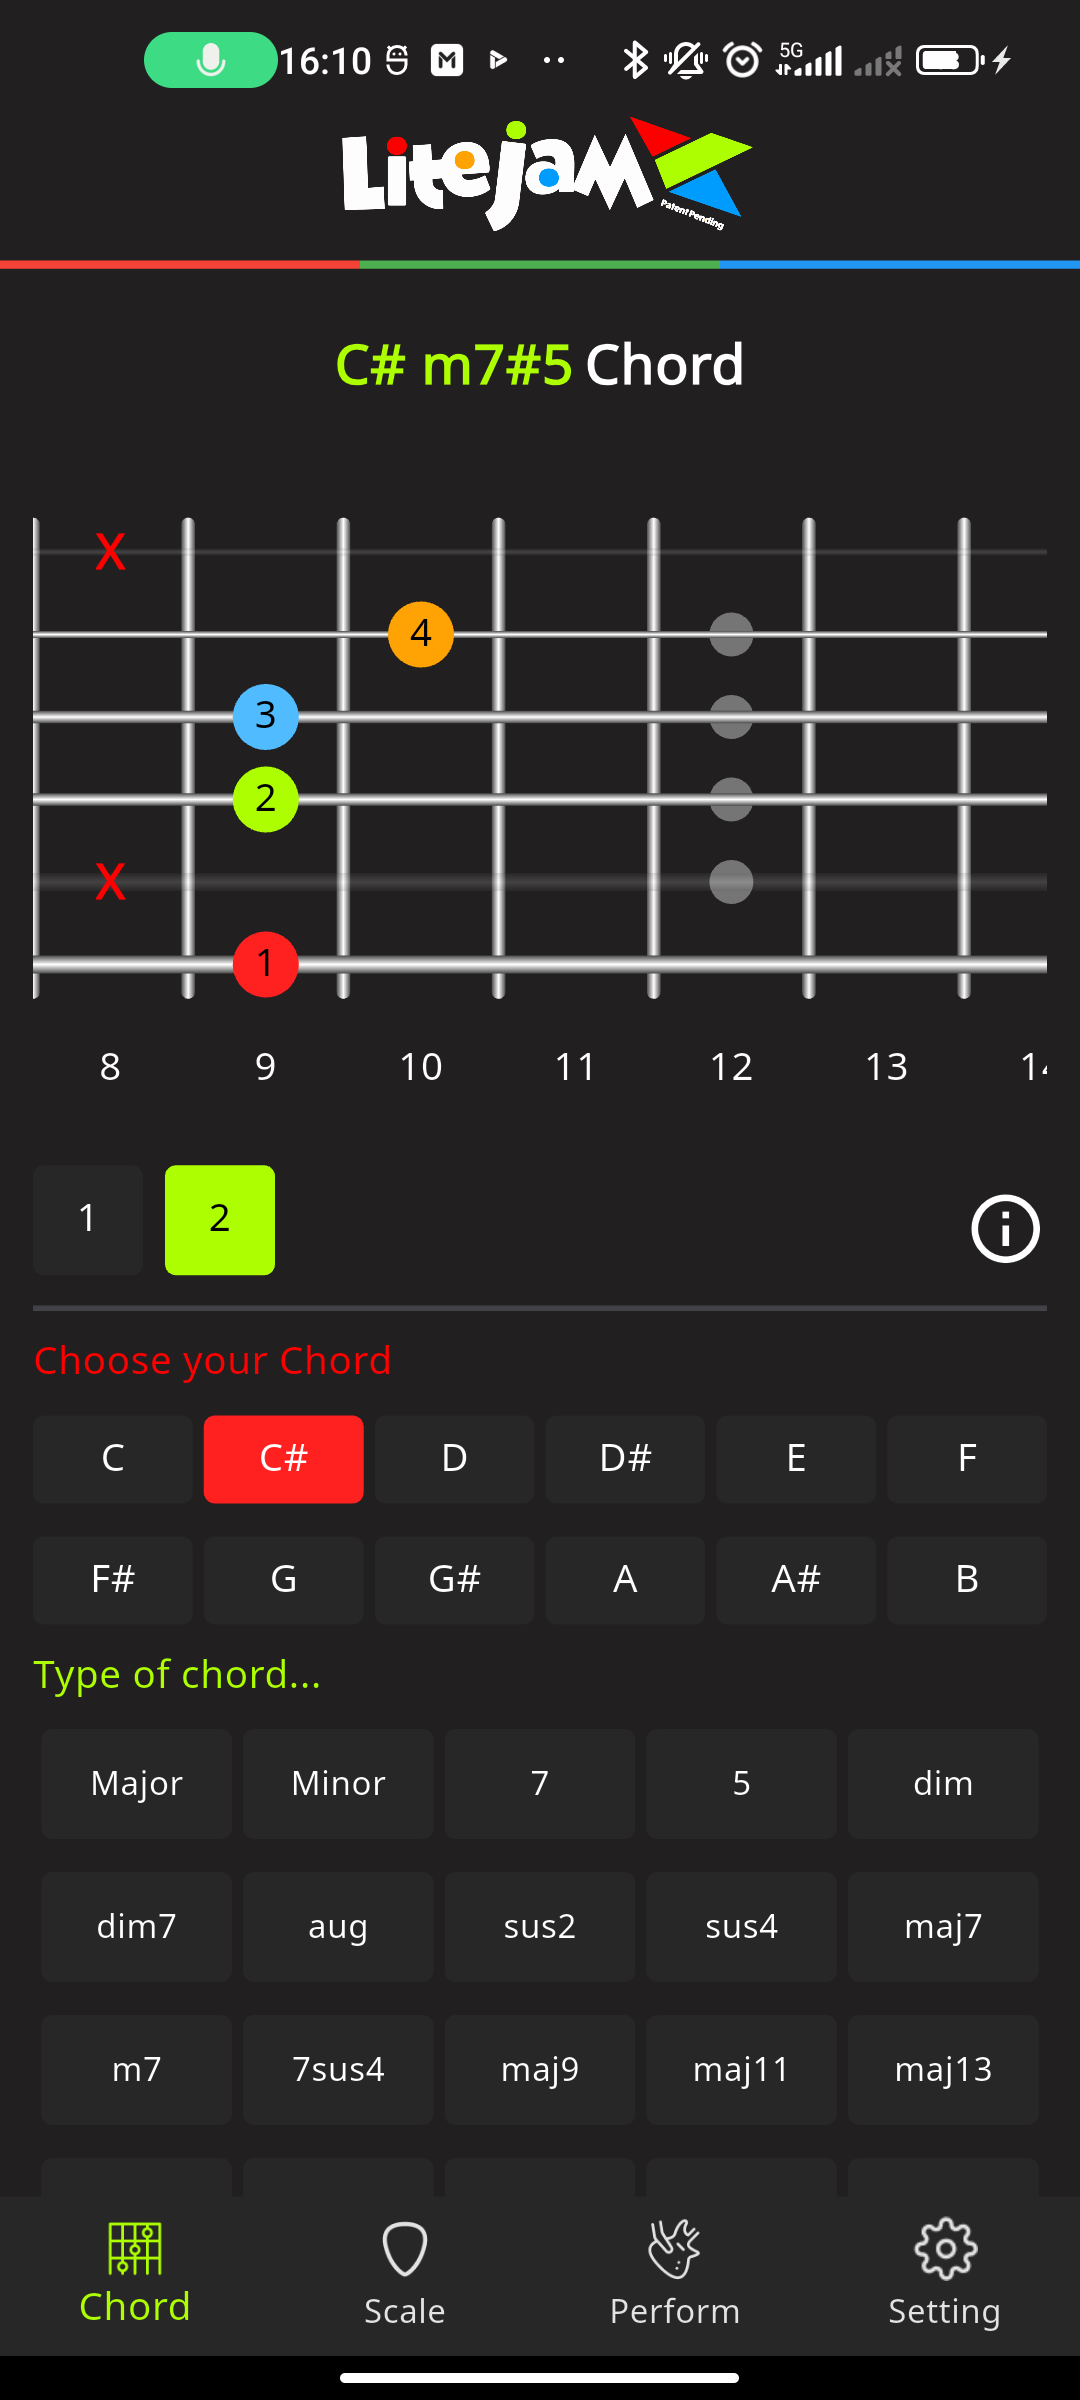 16:10 5G
LiteJam
Patent Pending
C# m7#5 Chord
X
4
3
2
X
1
8 9 10 11 12 13
1 2
Choose your Chord
C C# D D# E F
F# G G# A A# B
Type of chord...
Major Minor 7 5 dim
dim7 aug sus2 sus4 maj7
m7 7sus4 maj9 maj11 maj13
Chord Scale Perform Setting